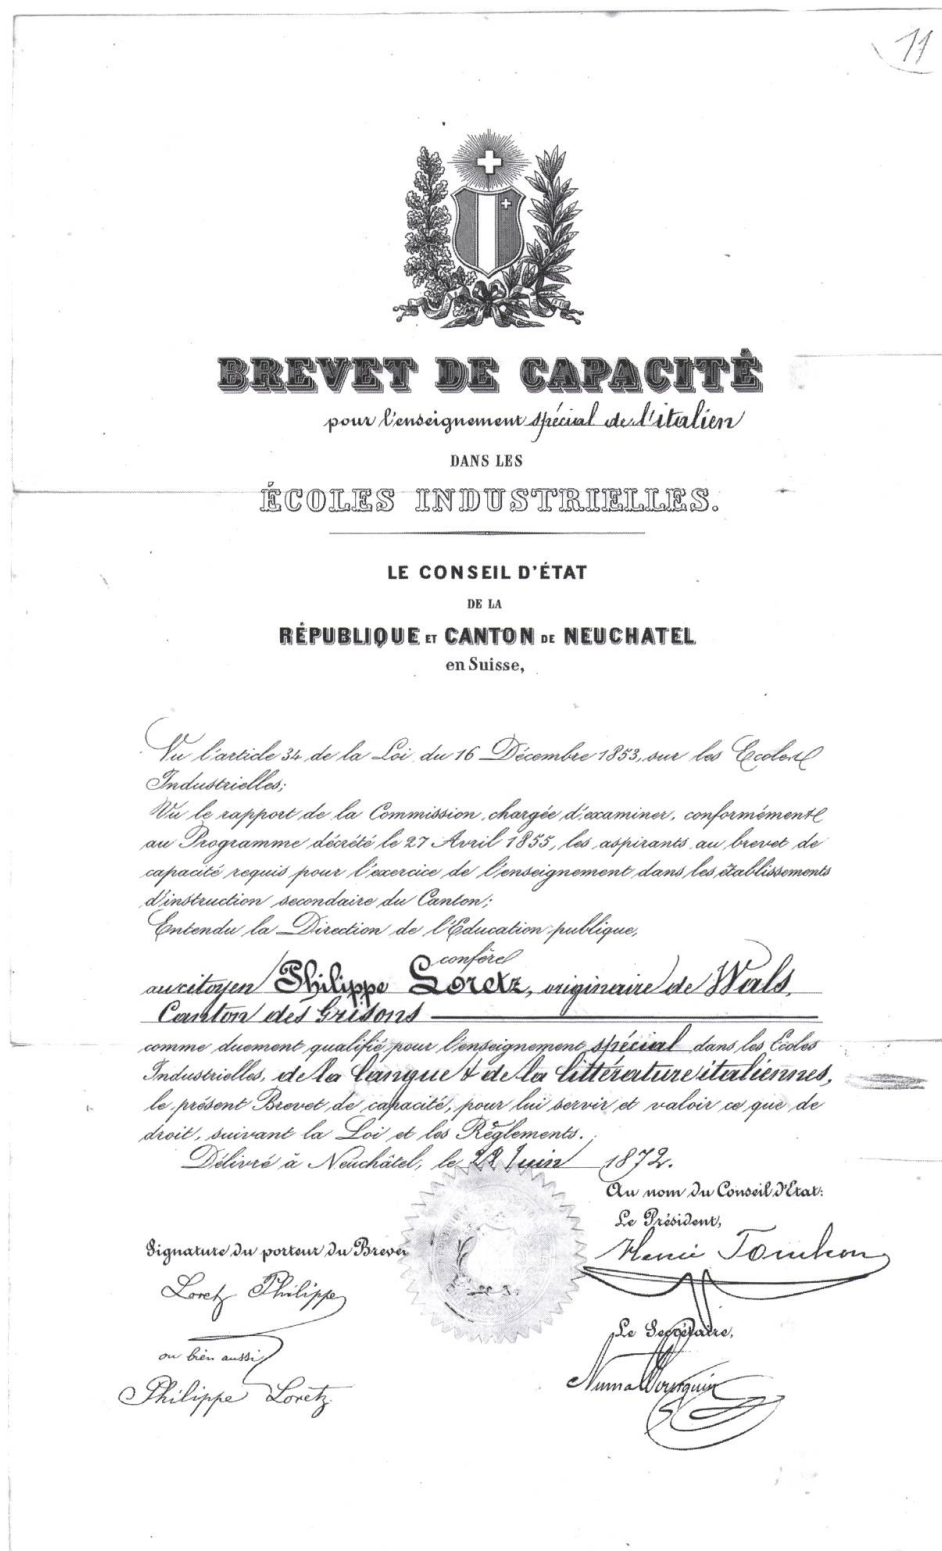 11
BREVET DE CAPACITÉ
pour l'enseignement spécial de l'italien
DANS LES
ÉCOLES INDUSTRIELLES.
LE CONSEIL D'ÉTAT
DE LA
RÉPUBLIQUE ET CANTON DE NEUCHATEL
en Suisse,
Vu l'article 34 de la Loi du 16 Décembre 1853, sur les Ecoles
Industrielles;
Vu le rapport de la Commission chargée d'examiner, conformément
au Programme décrété le 27 Avril 1855, les aspirants au brevet de
capacité requis pour l'exercice de l'enseignement dans les établissements
d'instruction secondaire du Canton;
Entendu la Direction de l'Education publique,
confère
au citoyen Philippe Loretz, originaire de Wals,
Canton des Grisons
comme duement qualifié pour l'enseignement spécial dans les Ecoles
Industrielles, de la langue & de la littérature italiennes,
le présent Brevet de capacité, pour lui servir et valoir ce que de
droit, suivant la Loi et les Règlements.
Délivré à Neuchâtel, le 22 Juin 1872.
Au nom du Conseil d'Etat:
Le Président,
Signature du porteur du Brevet
Loretz Philippe
Le Secrétaire,
ou bien aussi
Philippe Loretz